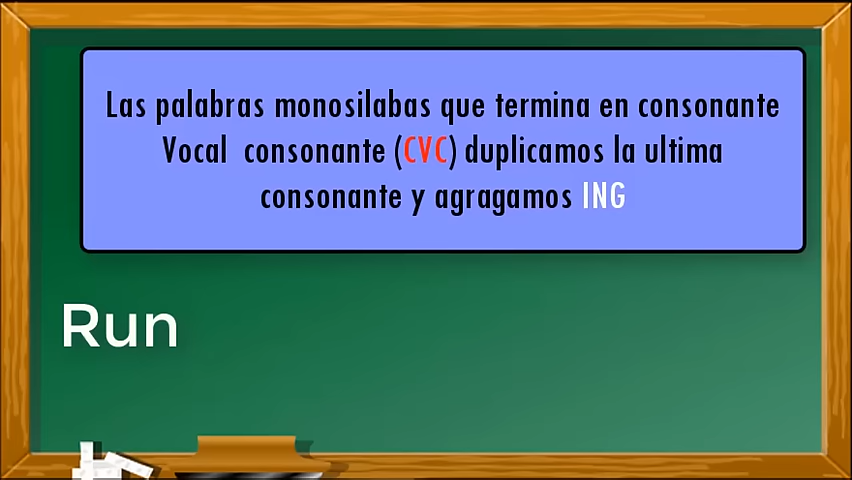 Las palabras monosilabas que termina en consonante
Vocal consonante (CVC) duplicamos la ultima
consonante y agragamos ING
Run